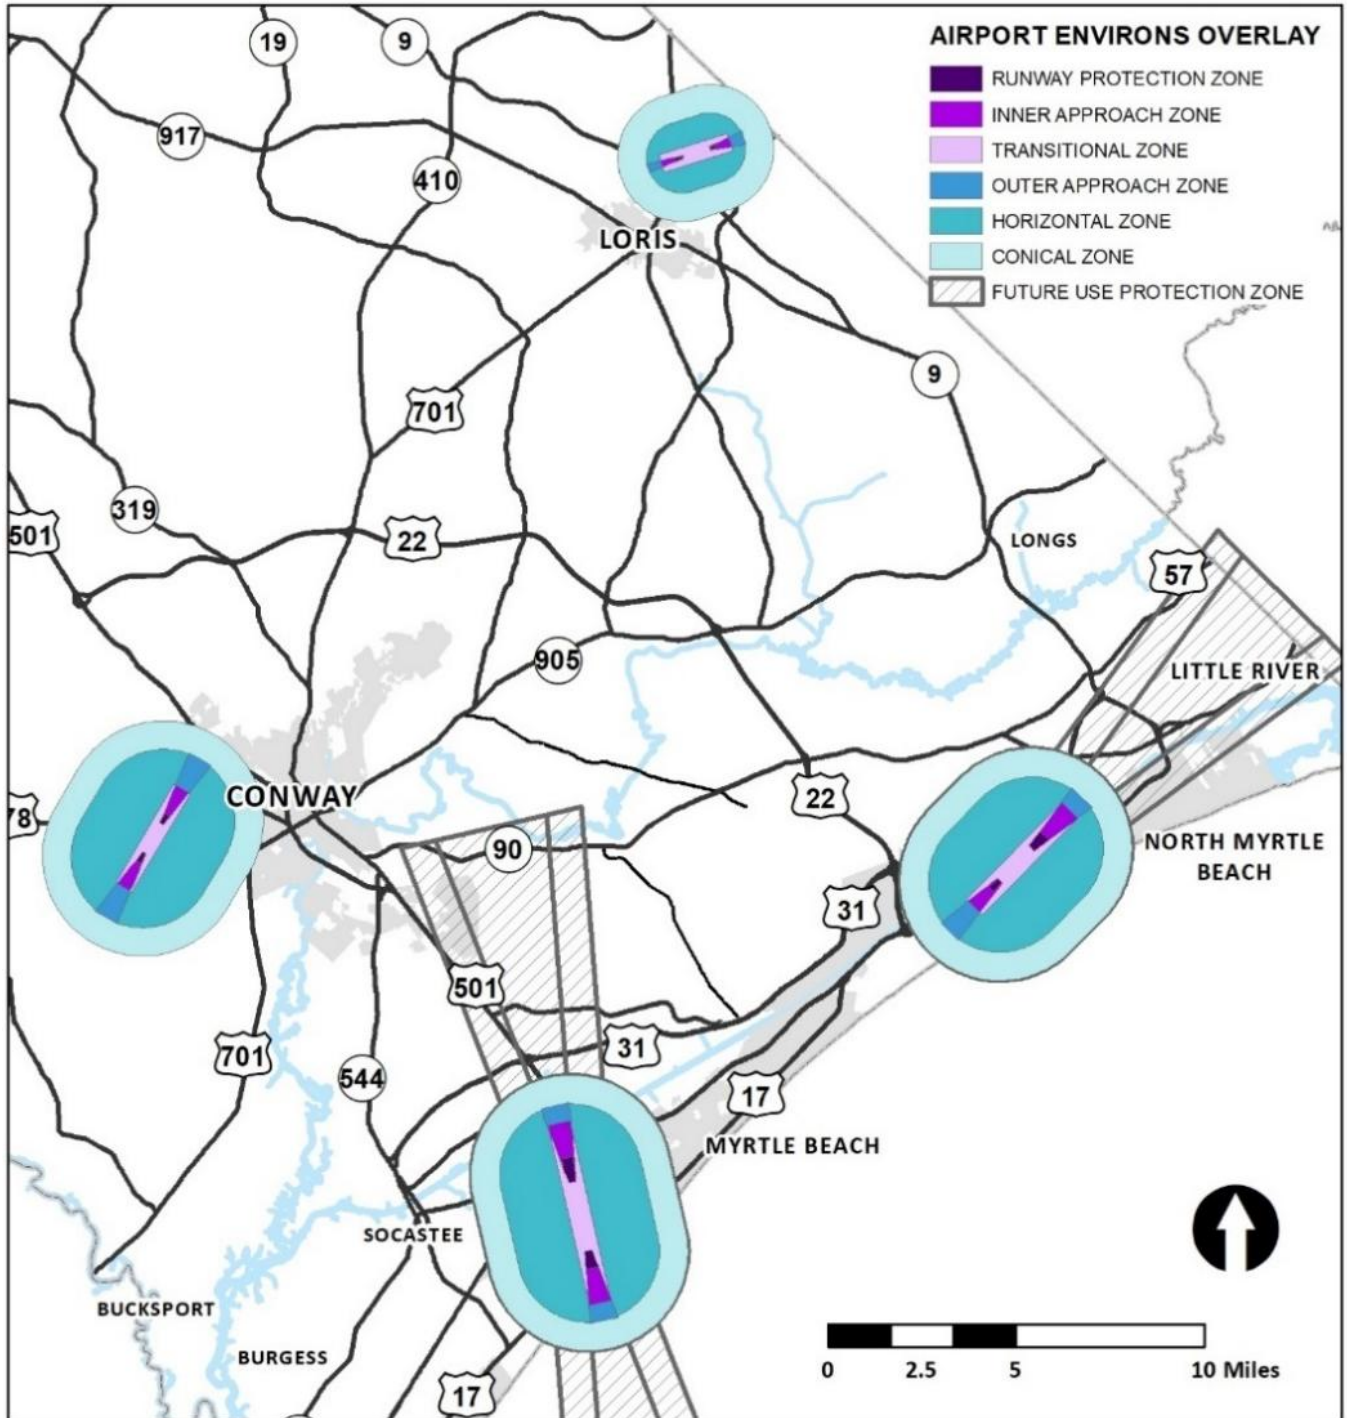 19
9
AIRPORT ENVIRONS OVERLAY
RUNWAY PROTECTION ZONE
INNER APPROACH ZONE
TRANSITIONAL ZONE
OUTER APPROACH ZONE
HORIZONTAL ZONE
CONICAL ZONE
FUTURE USE PROTECTION ZONE
917
410
LORIS
9
701
319
501
22
LONGS
57
905
LITTLE RIVER
CONWAY
78
22
90
NORTH MYRTLE
BEACH
31
501
31
701
544
17
MYRTLE BEACH
SOCASTEE
BUCKSPORT
BURGESS
17
0 2.5 5 10 Miles